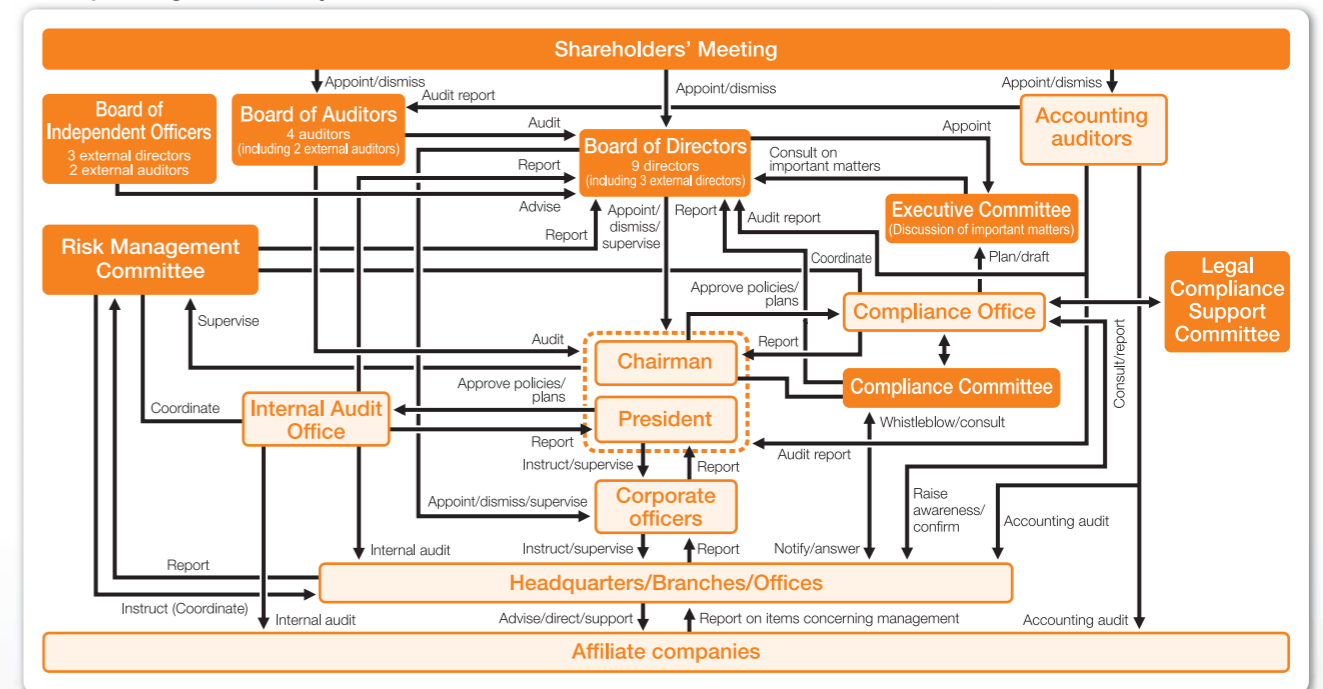 Shareholders' Meeting
Appoint/dismiss
Audit report
Appoint/dismiss
Appoint/dismiss
Board of
Independent Officers
3 external directors
2 external auditors
Board of Auditors
4 auditors
(including 2 external auditors)
Audit
Board of Directors
9 directors
(including 3 external directors)
Appoint
Accounting
auditors
Consult on
important matters
Report
Advise
Executive Committee
(Discussion of important matters)
Risk Management
Committee
Report
Appoint/
dismiss/
supervise
Report
Audit report
Coordinate
Plan/draft
Legal
Compliance
Support
Committee
Approve policies/
plans
Compliance Office
Supervise
Audit
Report
Chairman
Consult/report
Approve policies/
plans
Compliance Committee
Coordinate
Internal Audit
Office
President
Whistleblow/consult
Report
Audit report
Instruct/supervise
Report
Appoint/dismiss/supervise
Corporate
officers
Raise
awareness/
confirm
Accounting audit
Internal audit
Instruct/supervise
Report
Notify/answer
Report
Headquarters/Branches/Offices
Instruct (Coordinate)
Internal audit
Advise/direct/support
Report on items concerning management
Accounting audit
Affiliate companies